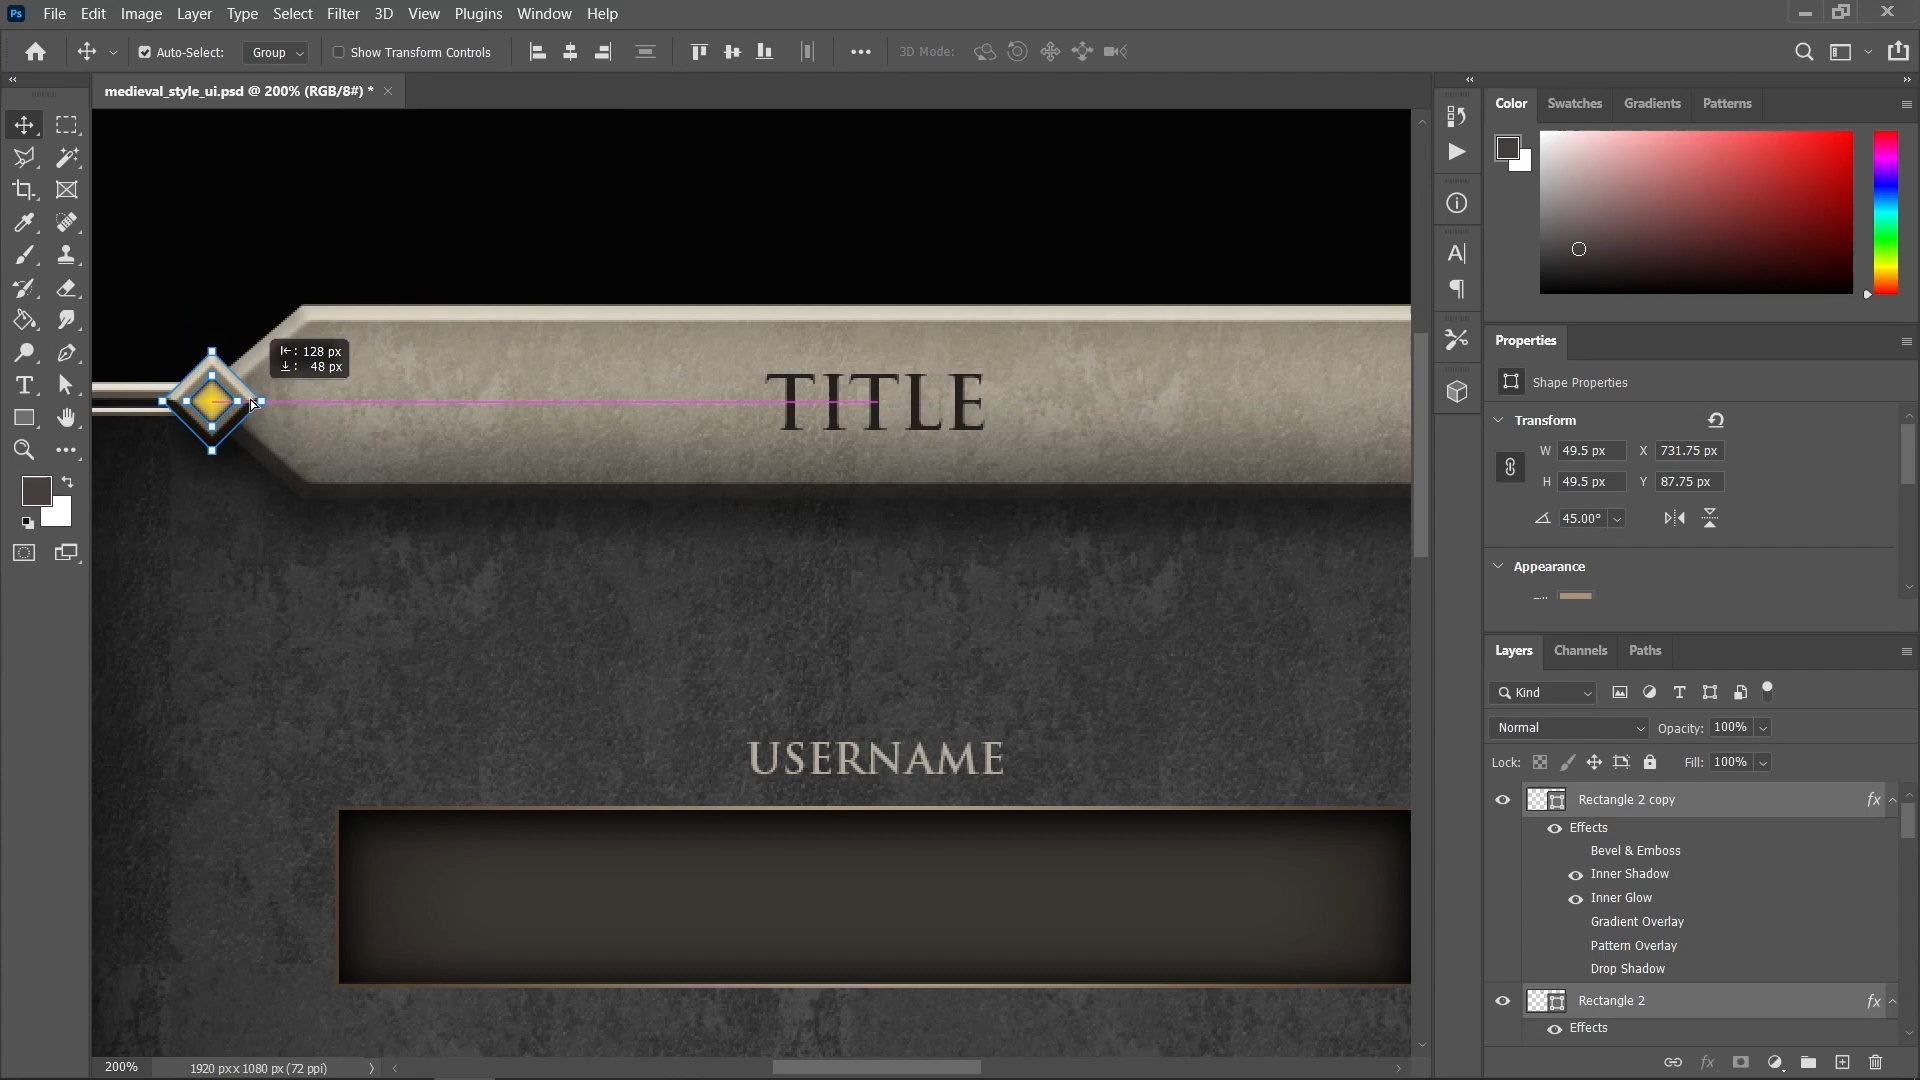 Ps File Edit Image Layer Type Select Filter 3D View Plugins Window Help
Auto-Select: Group Show Transform Controls 3D Mode:
medieval_style_ui.psd @ 200% (RGB/8#) *
128 px
48 px
TITLE
USERNAME
200% 1920 px x 1080 px (72 ppi)
Color Swatches Gradients Patterns
Properties
Shape Properties
Transform
W 49.5 px X 731.75 px
H 49.5 px Y 87.75 px
45.00°
Appearance
Layers Channels Paths
Kind
Normal Opacity: 100%
Lock: Fill: 100%
Rectangle 2 copy fx
Effects
Bevel & Emboss
Inner Shadow
Inner Glow
Gradient Overlay
Pattern Overlay
Drop Shadow
Rectangle 2 fx
Effects
fx